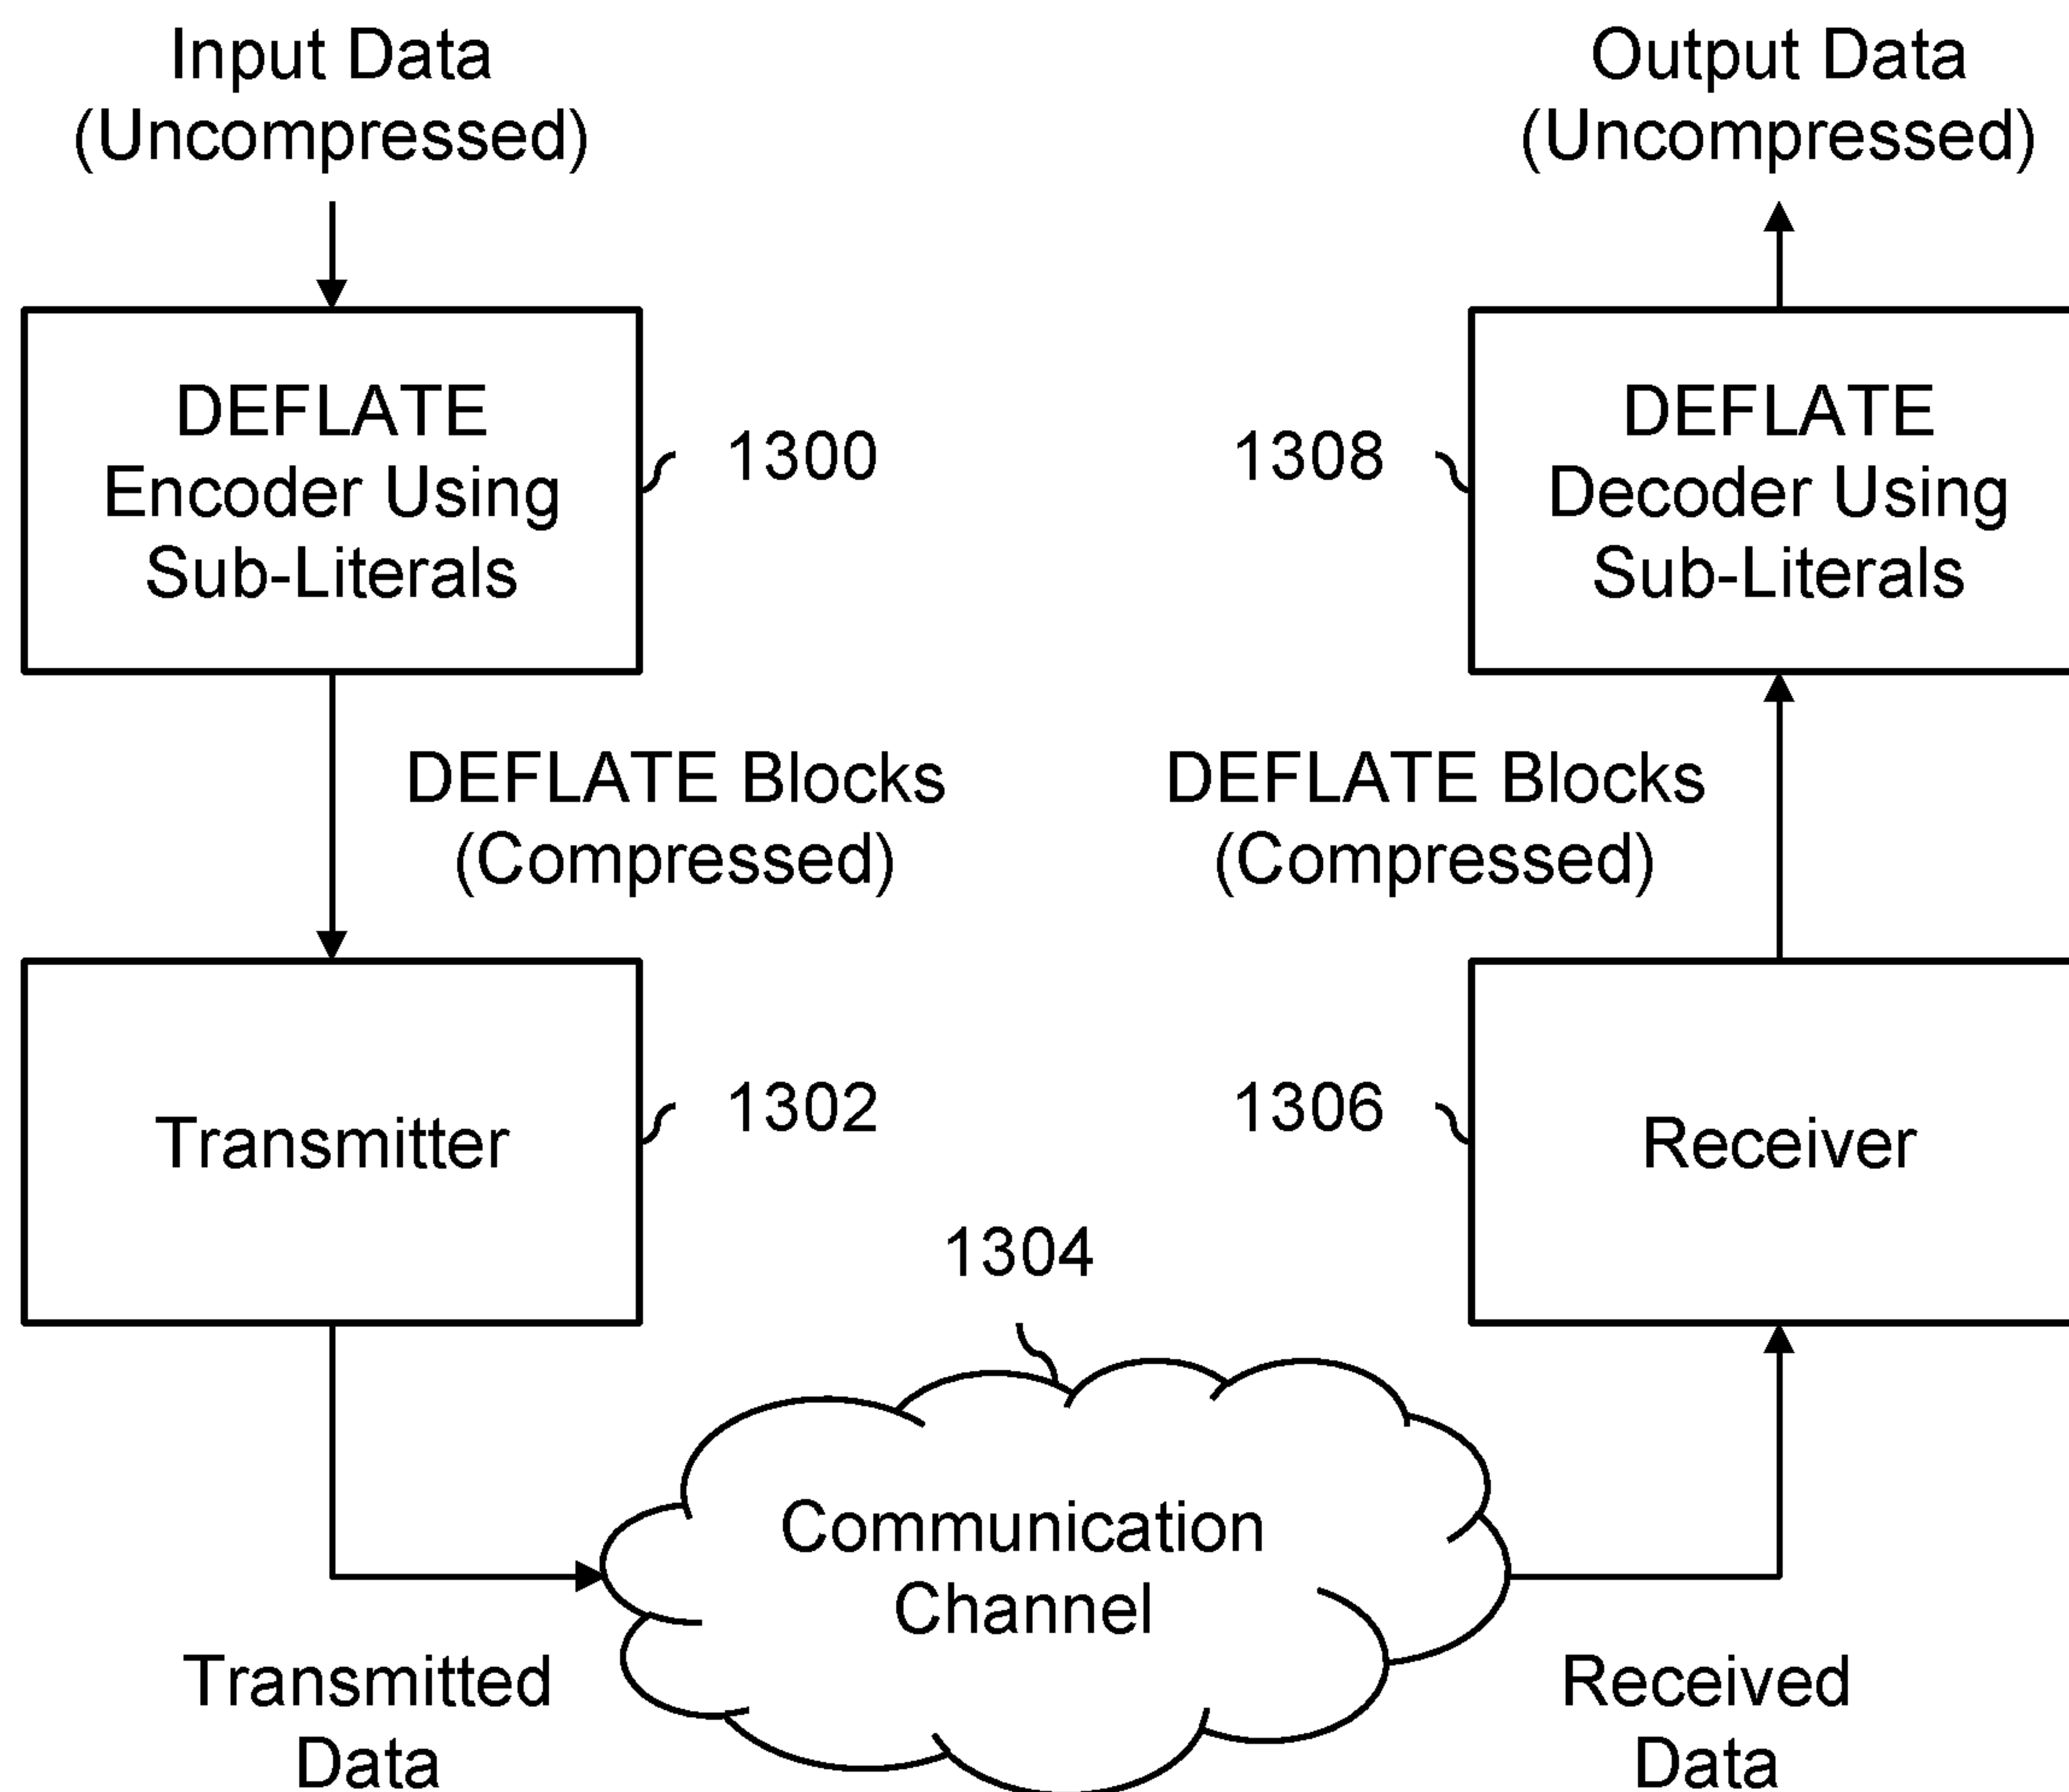 Input Data
(Uncompressed)
Output Data
(Uncompressed)
DEFLATE
Encoder Using
Sub-Literals
1300
1308
DEFLATE
Decoder Using
Sub-Literals
DEFLATE Blocks
(Compressed)
DEFLATE Blocks
(Compressed)
Transmitter
1302
1306
Receiver
1304
Communication
Channel
Transmitted
Data
Received
Data